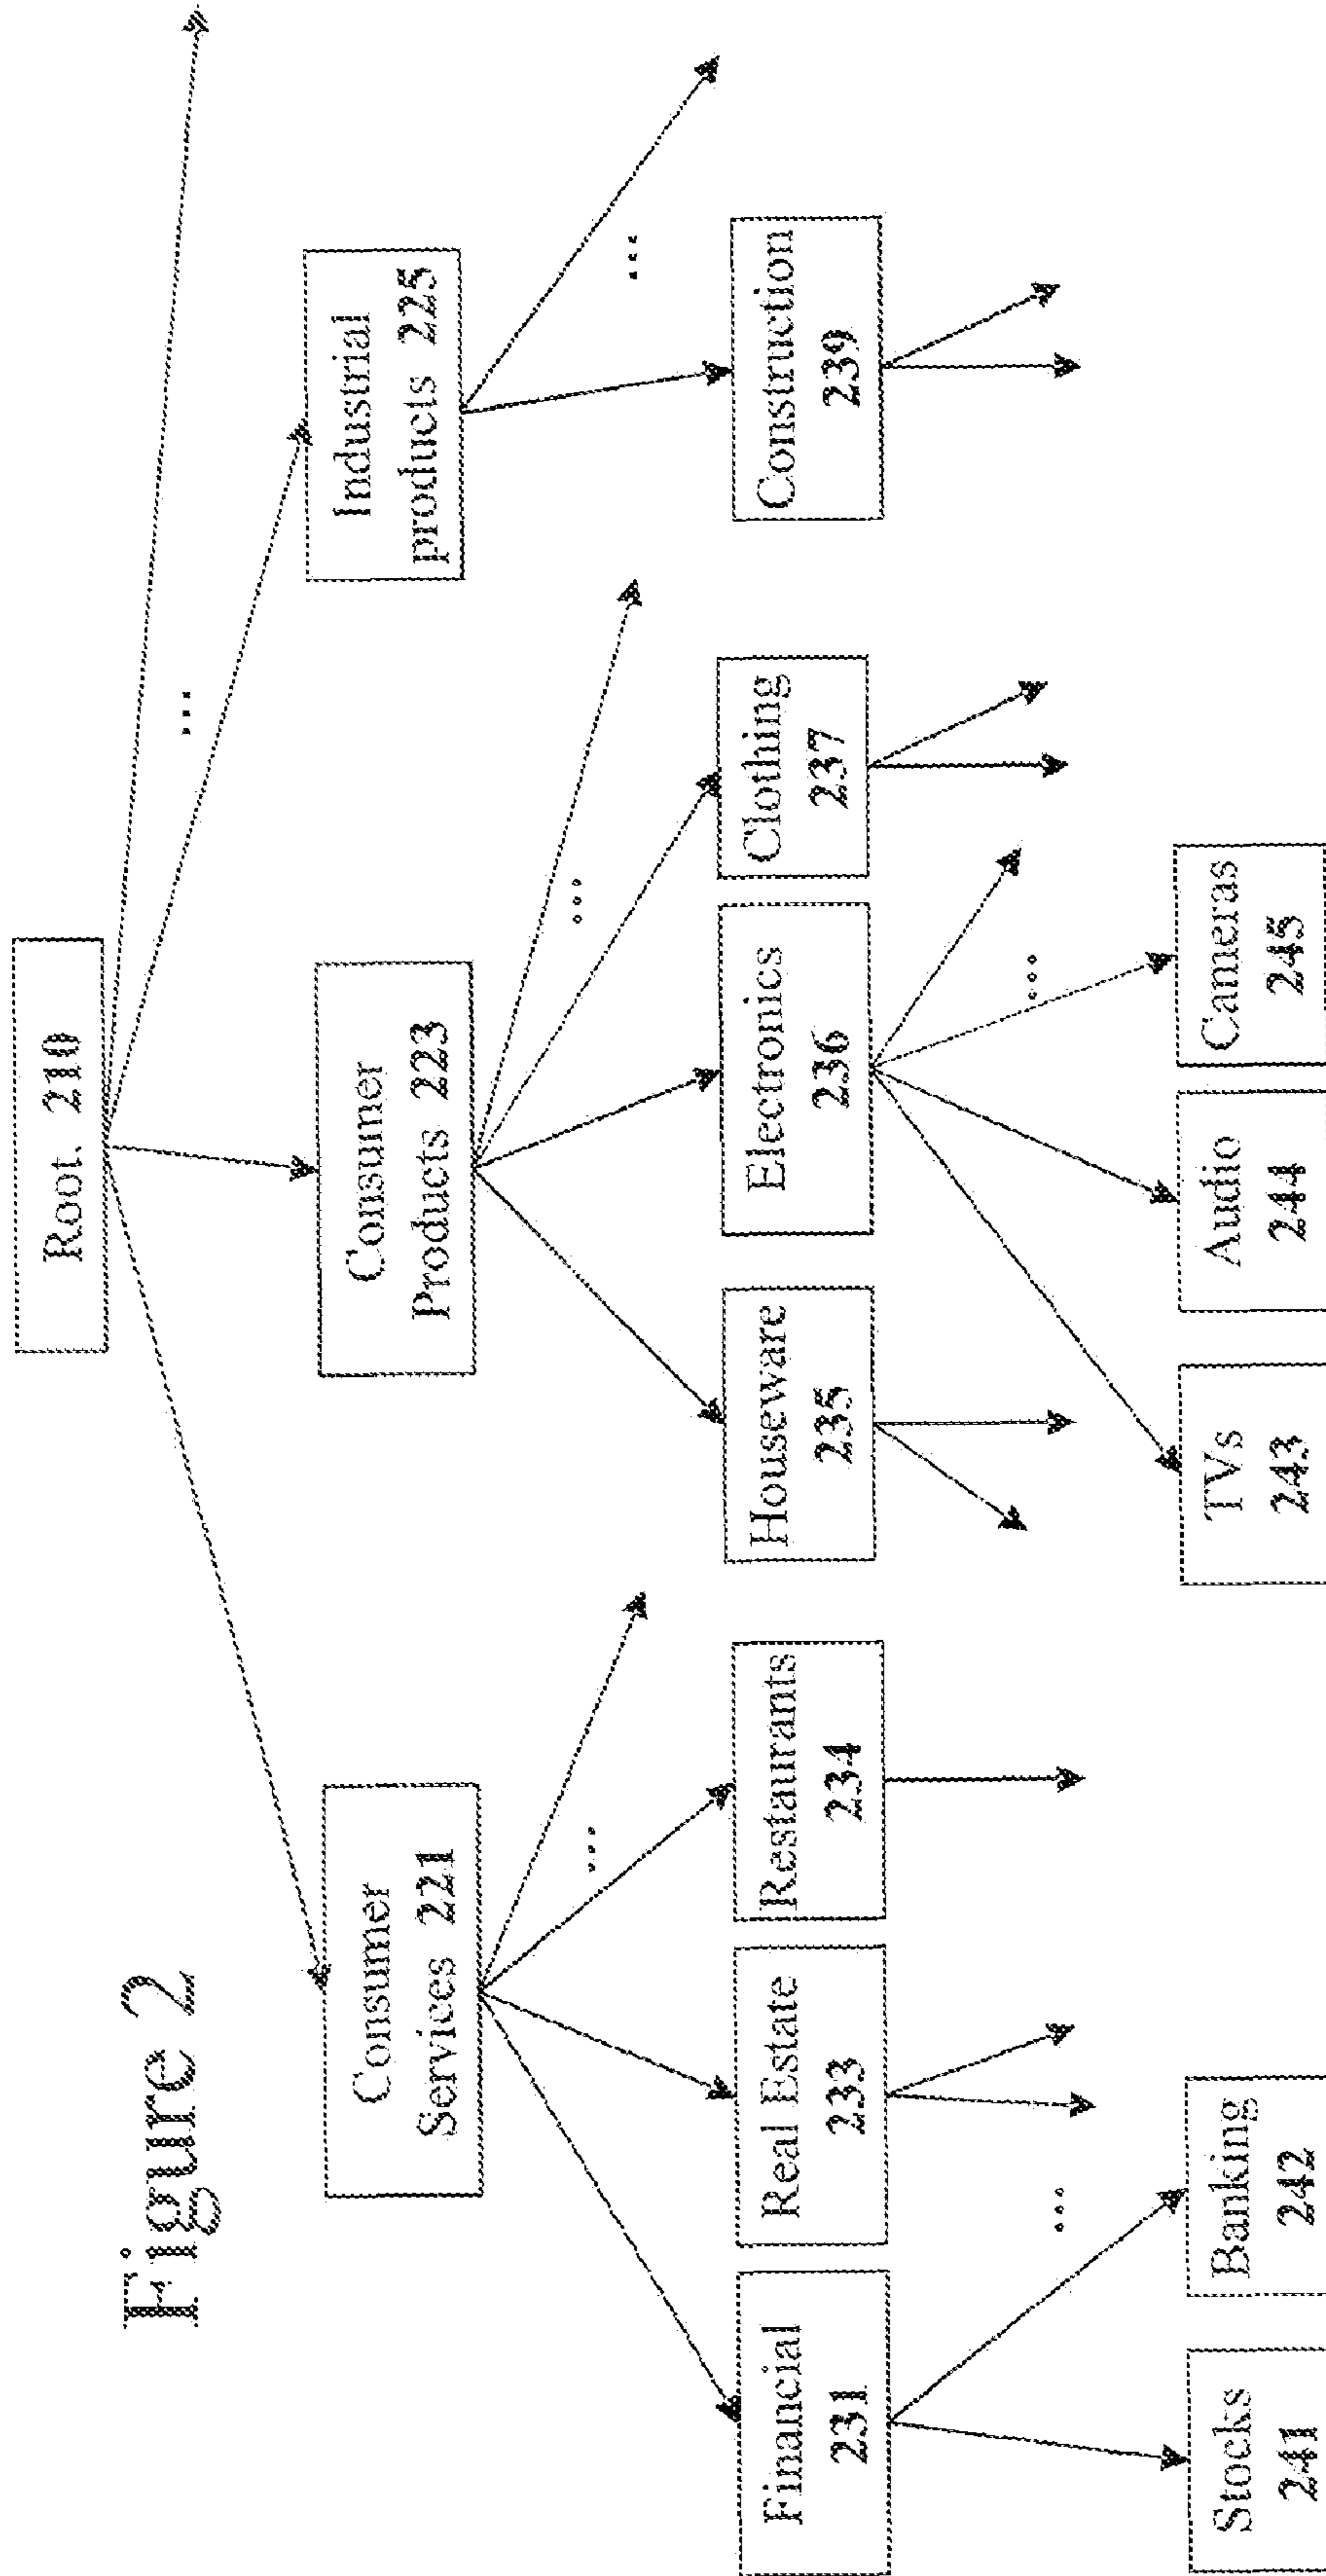 Figure 2
Root 210
...
Consumer
Services 221
Consumer
Products 223
Industrial
products 225
...
...
...
Financial
231
Real Estate
233
Restaurants
234
Houseware
235
Electronics
236
Clothing
237
Construction
239
...
...
Stocks
241
Banking
242
TVs
243
Audio
244
Cameras
245